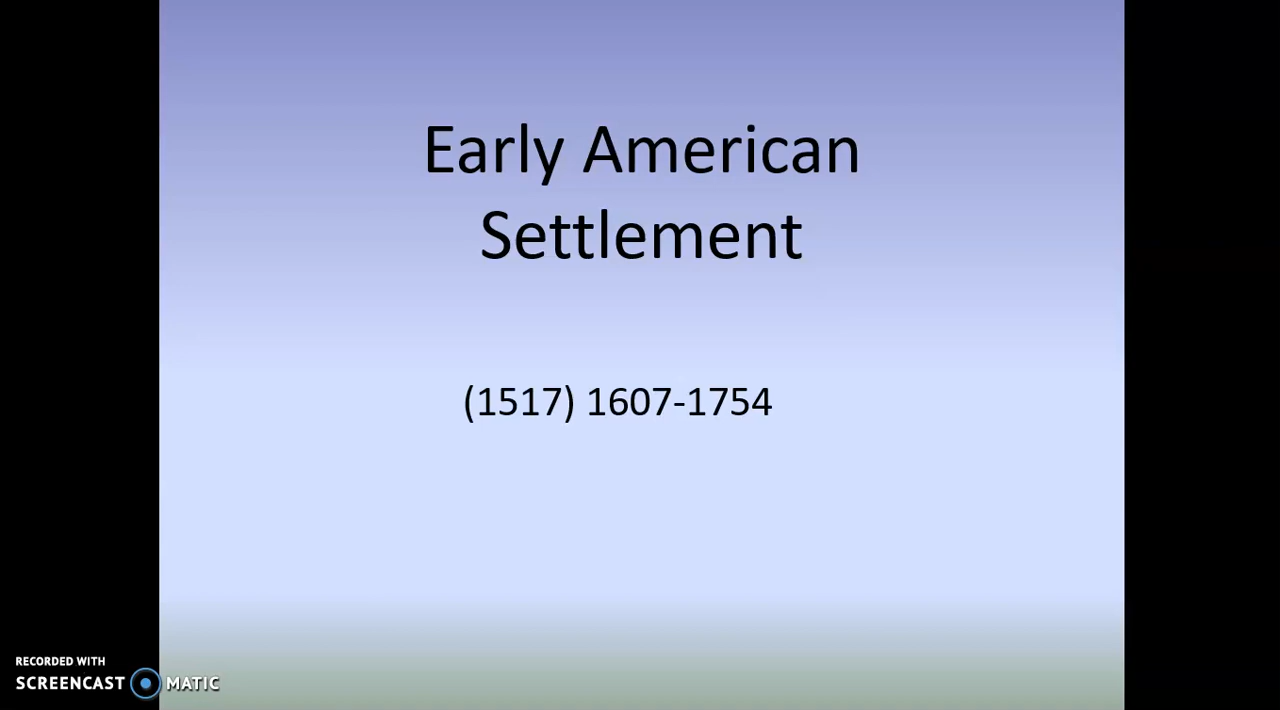 Early American
Settlement
(1517) 1607-1754
RECORDED WITH
SCREENCAST MATIC